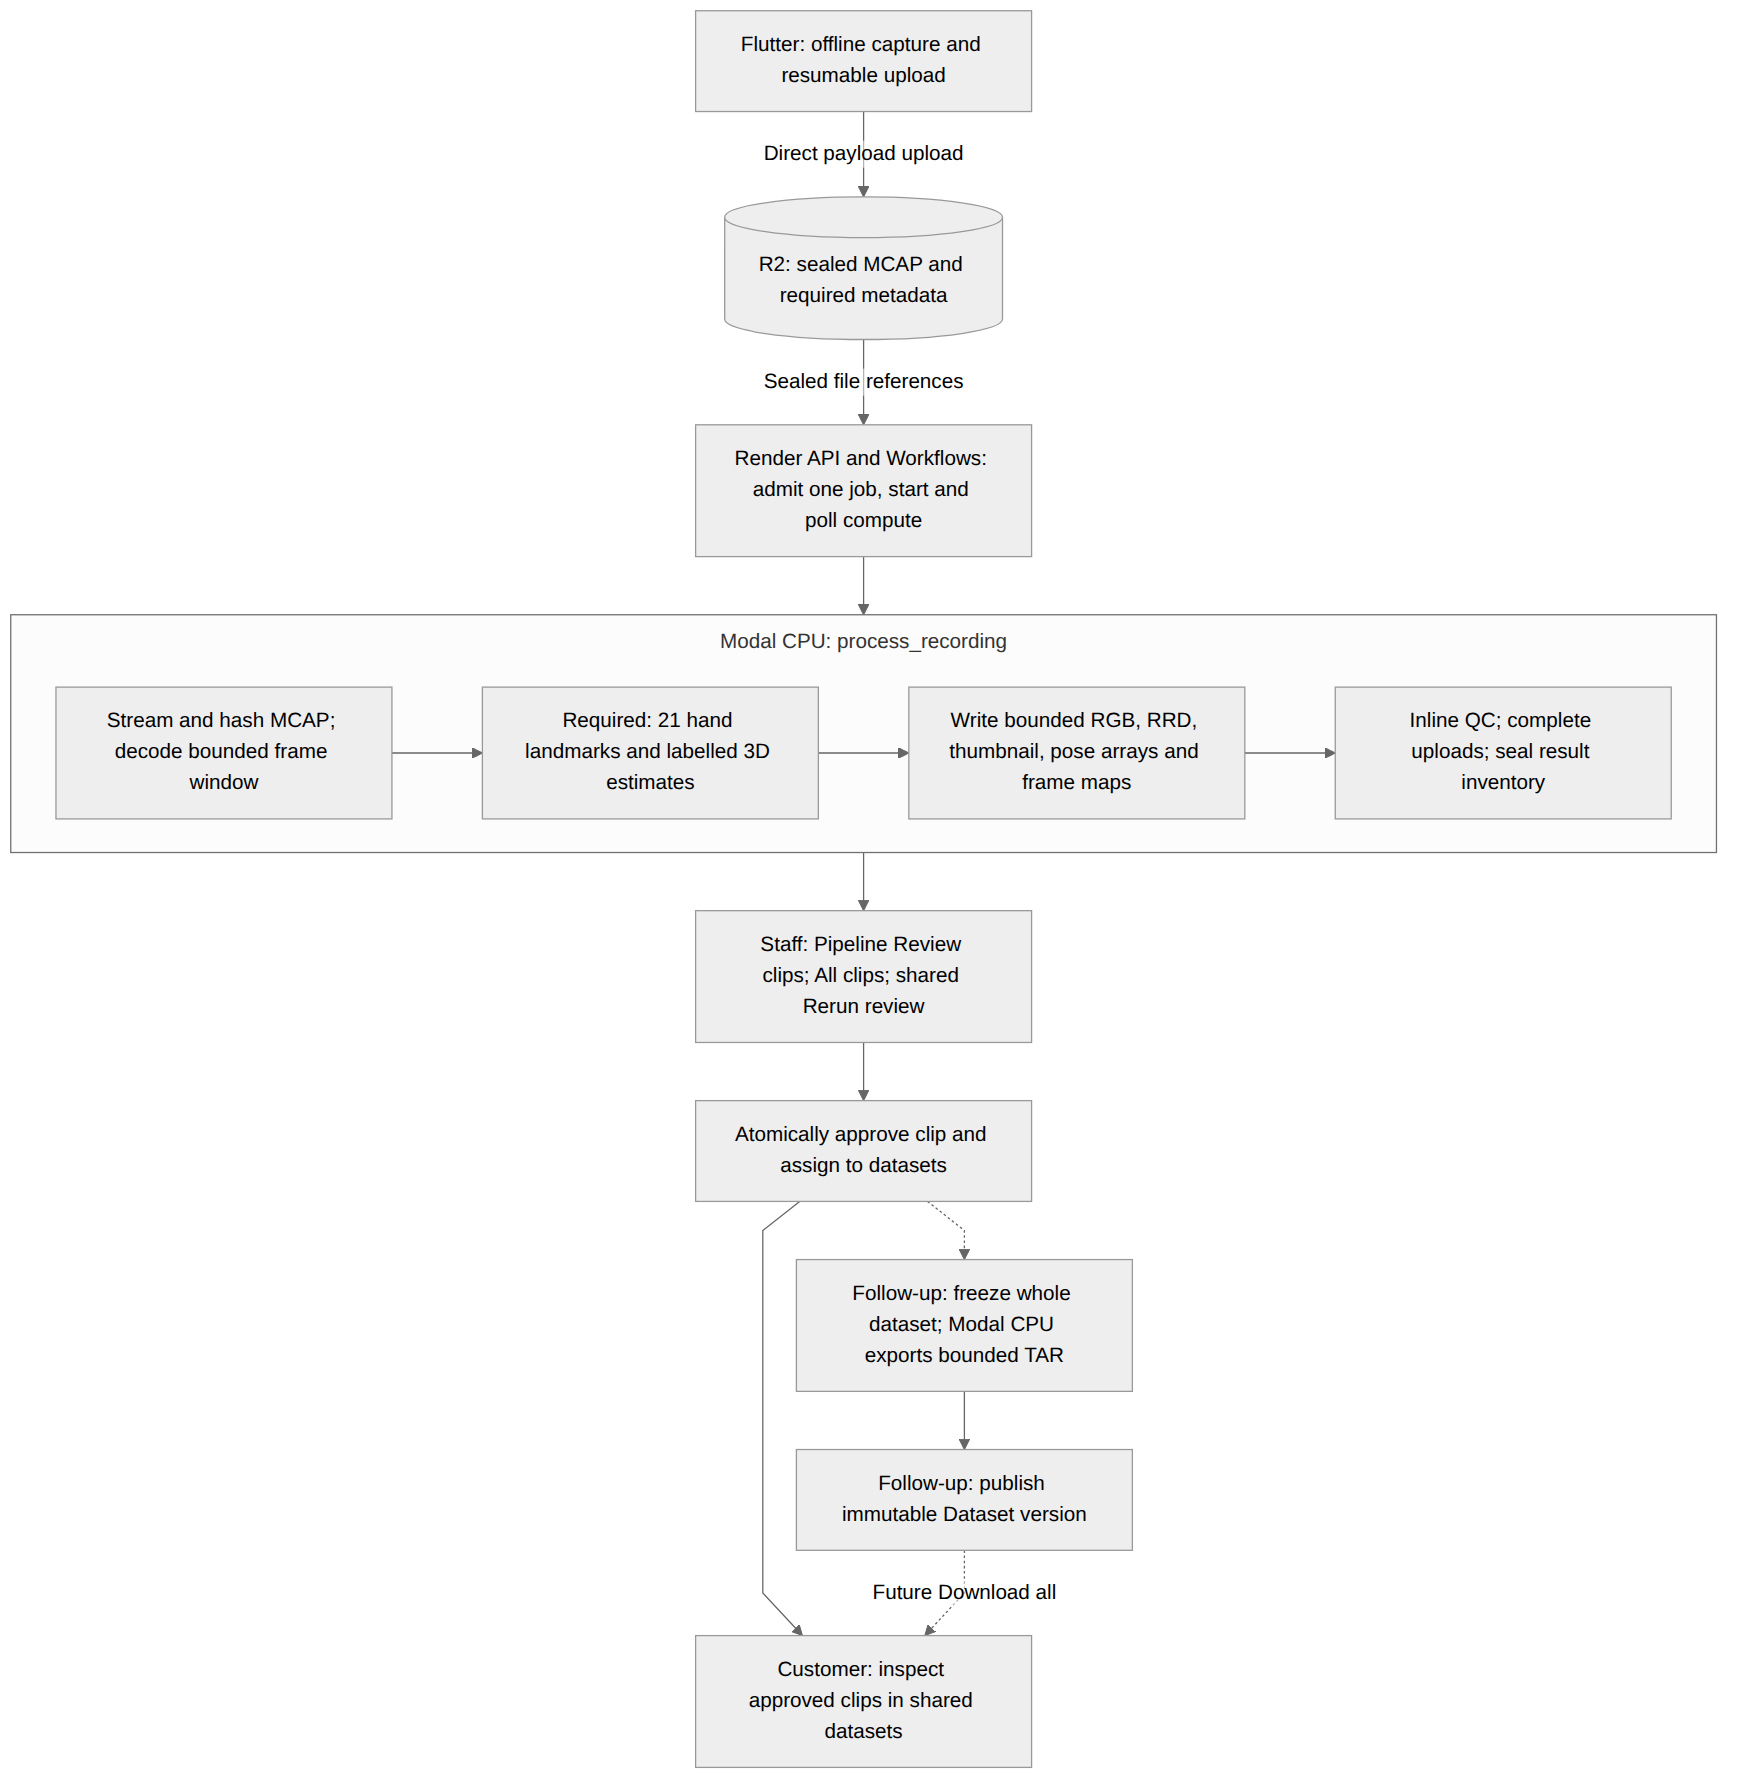 Flutter: offline capture and
resumable upload
Direct payload upload
R2: sealed MCAP and
required metadata
Sealed file references
Render API and Workflows:
admit one job, start and
poll compute
Modal CPU: process_recording
Stream and hash MCAP;
decode bounded frame
window
Required: 21 hand
landmarks and labelled 3D
estimates
Write bounded RGB, RRD,
thumbnail, pose arrays and
frame maps
Inline QC; complete
uploads; seal result
inventory
Staff: Pipeline Review
clips; All clips; shared
Rerun review
Atomically approve clip and
assign to datasets
Follow-up: freeze whole
dataset; Modal CPU
exports bounded TAR
Follow-up: publish
immutable Dataset version
Future Download all
Customer: inspect
approved clips in shared
datasets